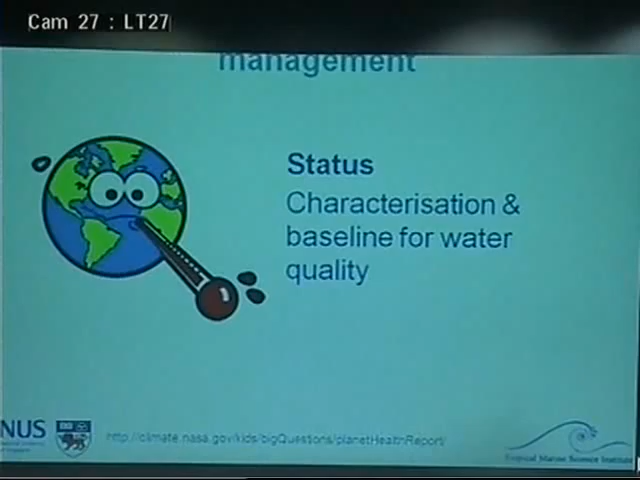 Cam 27 : LT27
management
Status
Characterisation &
baseline for water
quality
NUS
http://climate.nasa.gov/kids/bigQuestions/planetHealthReport/
Tropical Marine Science Institute